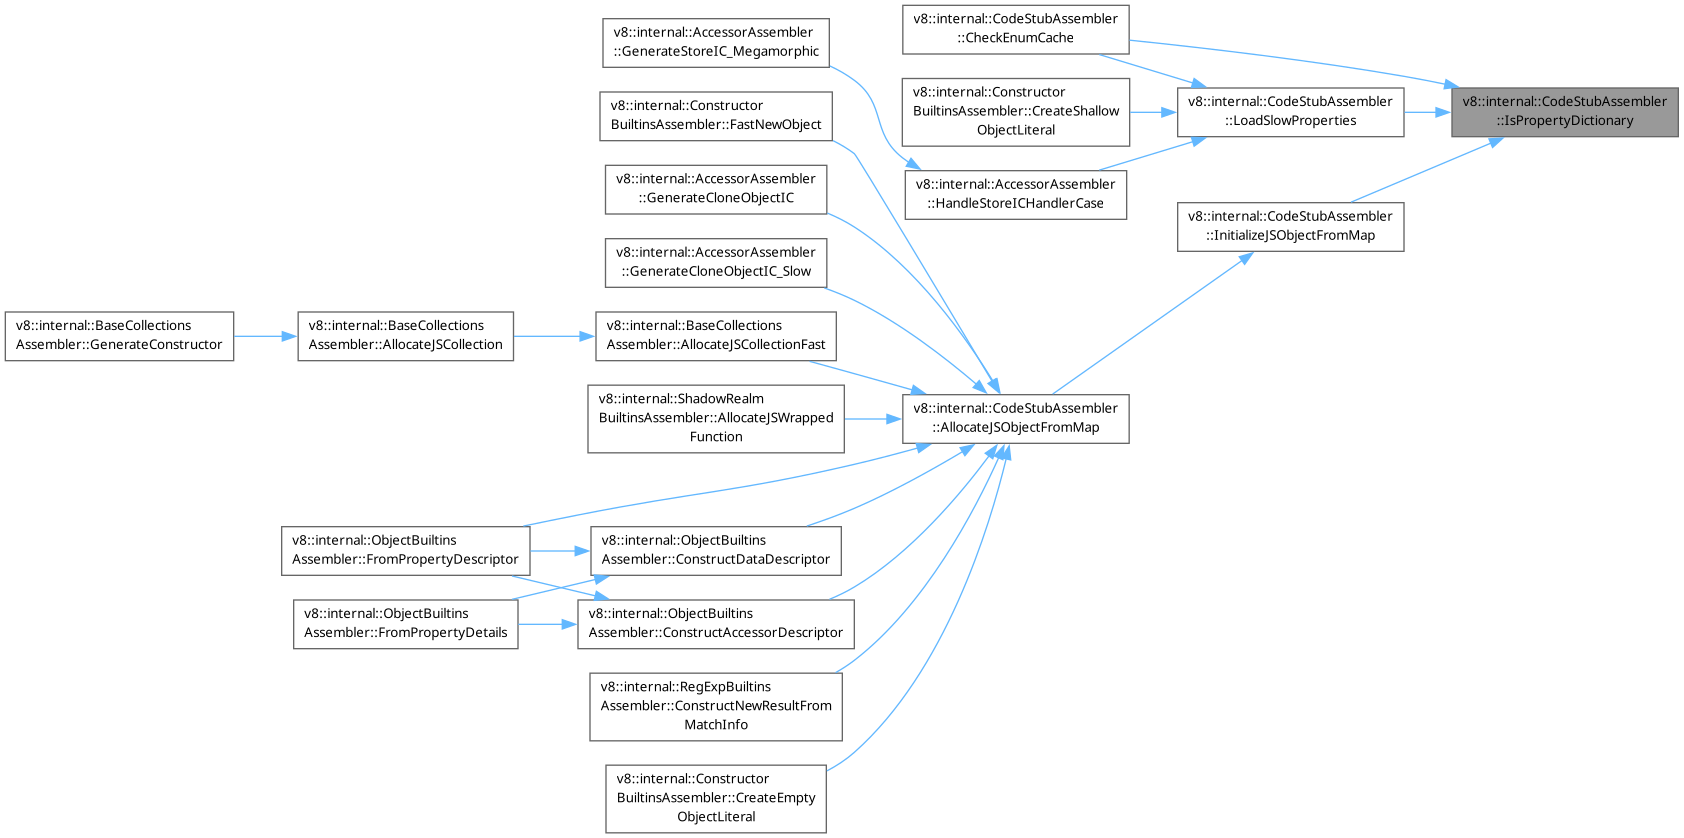 v8::internal::CodeStubAssembler
::CheckEnumCache
v8::internal::AccessorAssembler
::GenerateStoreIC_Megamorphic
v8::internal::Constructor
BuiltinsAssembler::CreateShallow
ObjectLiteral
v8::internal::CodeStubAssembler
::LoadSlowProperties
v8::internal::CodeStubAssembler
::IsPropertyDictionary
v8::internal::Constructor
BuiltinsAssembler::FastNewObject
v8::internal::AccessorAssembler
::GenerateCloneObjectIC
v8::internal::AccessorAssembler
::HandleStoreICHandlerCase
v8::internal::CodeStubAssembler
::InitializeJSObjectFromMap
v8::internal::AccessorAssembler
::GenerateCloneObjectIC_Slow
v8::internal::BaseCollections
Assembler::GenerateConstructor
v8::internal::BaseCollections
Assembler::AllocateJSCollection
v8::internal::BaseCollections
Assembler::AllocateJSCollectionFast
v8::internal::ShadowRealm
BuiltinsAssembler::AllocateJSWrapped
Function
v8::internal::CodeStubAssembler
::AllocateJSObjectFromMap
v8::internal::ObjectBuiltins
Assembler::FromPropertyDescriptor
v8::internal::ObjectBuiltins
Assembler::ConstructDataDescriptor
v8::internal::ObjectBuiltins
Assembler::FromPropertyDetails
v8::internal::ObjectBuiltins
Assembler::ConstructAccessorDescriptor
v8::internal::RegExpBuiltins
Assembler::ConstructNewResultFrom
MatchInfo
v8::internal::Constructor
BuiltinsAssembler::CreateEmpty
ObjectLiteral